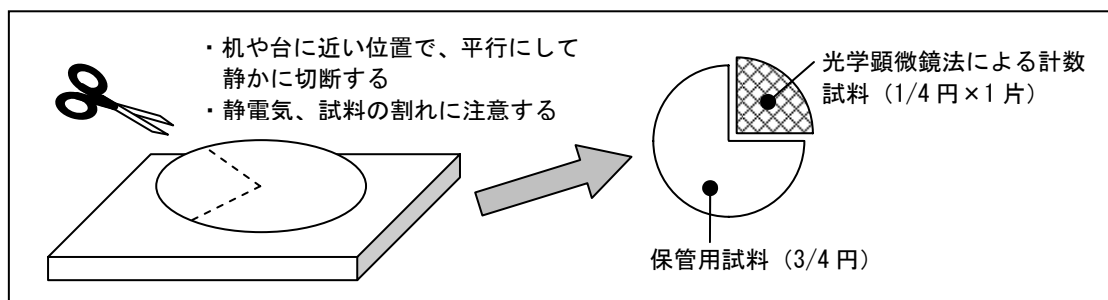 ・机や台に近い位置で、平行にして
静かに切断する
・静電気、試料の割れに注意する
光学顕微鏡法による計数
試料（1/4 円×1 片）
保管用試料（3/4 円）